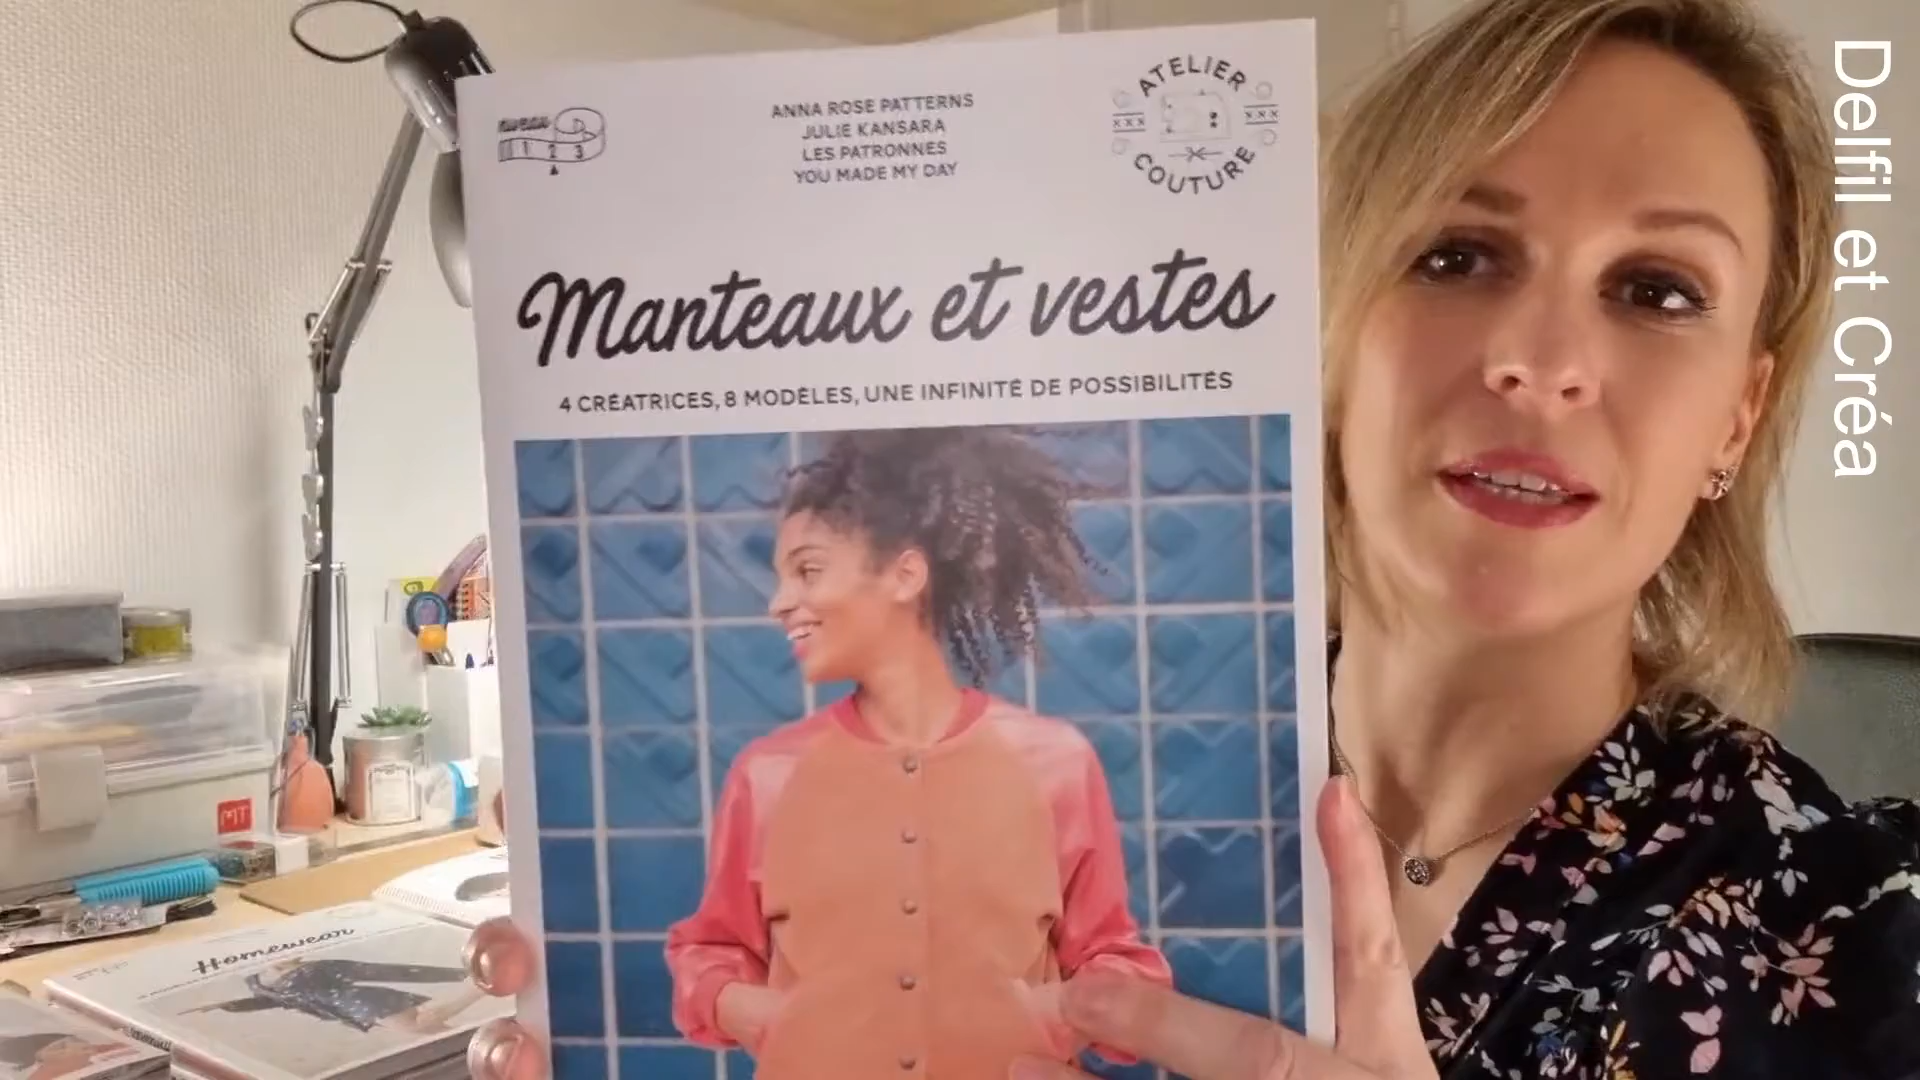 niveau
1 2 3
ANNA ROSE PATTERNS
JULIE KANSARA
LES PATRONNES
YOU MADE MY DAY
ATELIER
COUTURE
Manteaux et vestes
4 CRÉATRICES, 8 MODÈLES, UNE INFINITÉ DE POSSIBILITÉS
Delfil et Créa
MT
Homewear